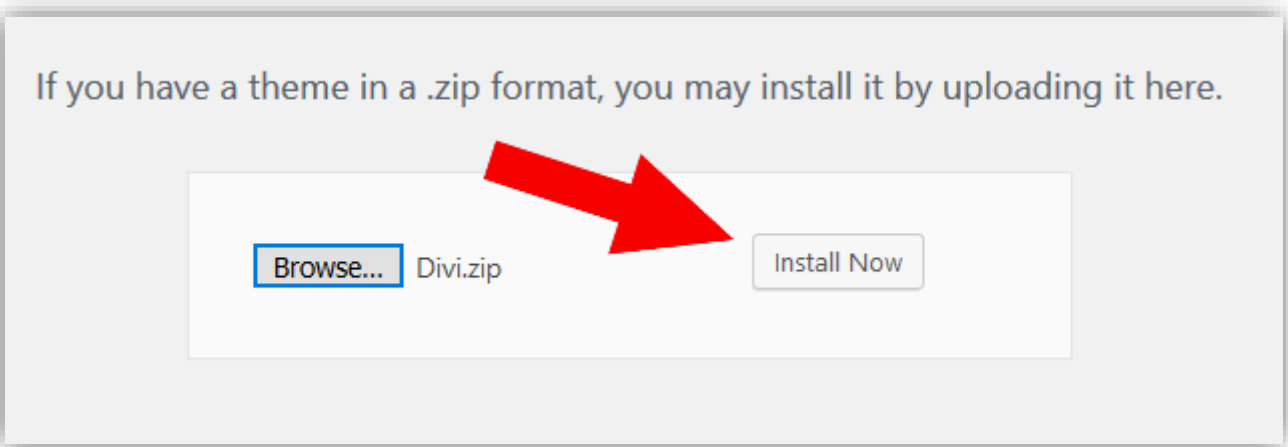 If you have a theme in a .zip format, you may install it by uploading it here.
Browse... Divi.zip Install Now